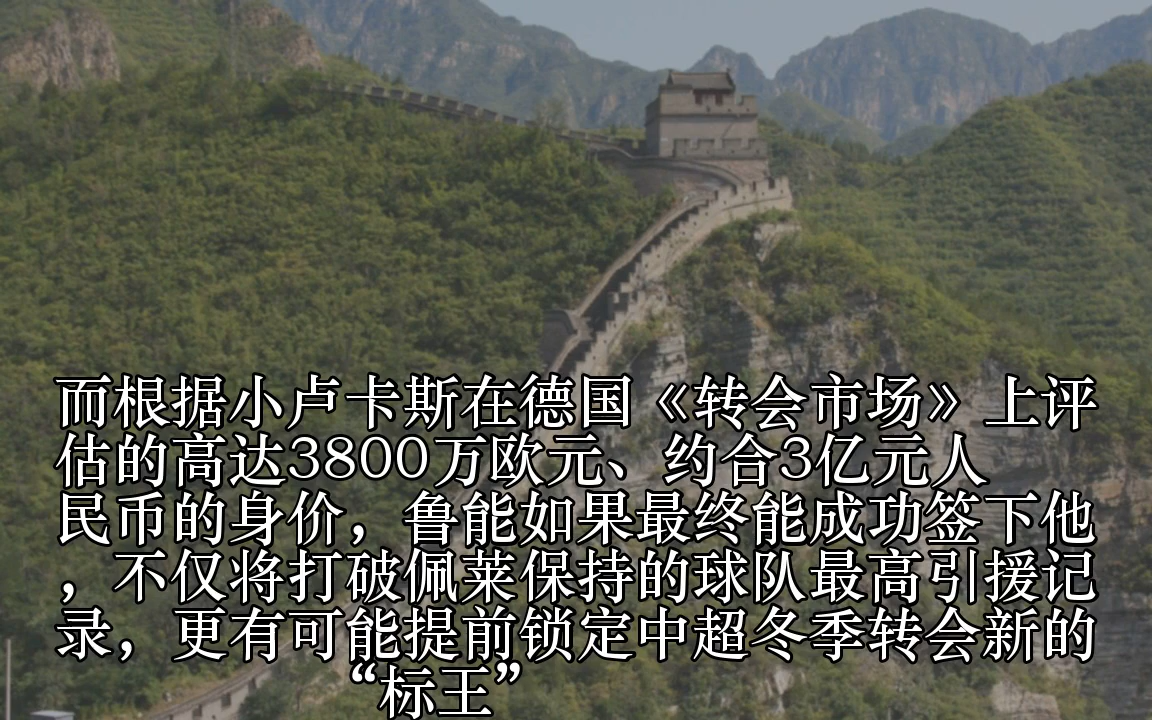 而根据小卢卡斯在德国《转会市场》上评
估的高达3800万欧元、约合3亿元人
民币的身价，鲁能如果最终能成功签下他
，不仅将打破佩莱保持的球队最高引援记
录，更有可能提前锁定中超冬季转会新的
“标王”